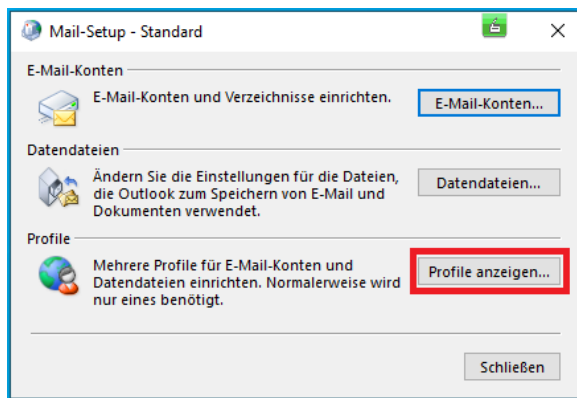 Mail-Setup - Standard
E-Mail-Konten
E-Mail-Konten und Verzeichnisse einrichten.
E-Mail-Konten...
Datendateien
Ändern Sie die Einstellungen für die Dateien,
die Outlook zum Speichern von E-Mail und
Dokumenten verwendet.
Datendateien...
Profile
Mehrere Profile für E-Mail-Konten und
Datendateien einrichten. Normalerweise wird
nur eines benötigt.
Profile anzeigen...
Schließen